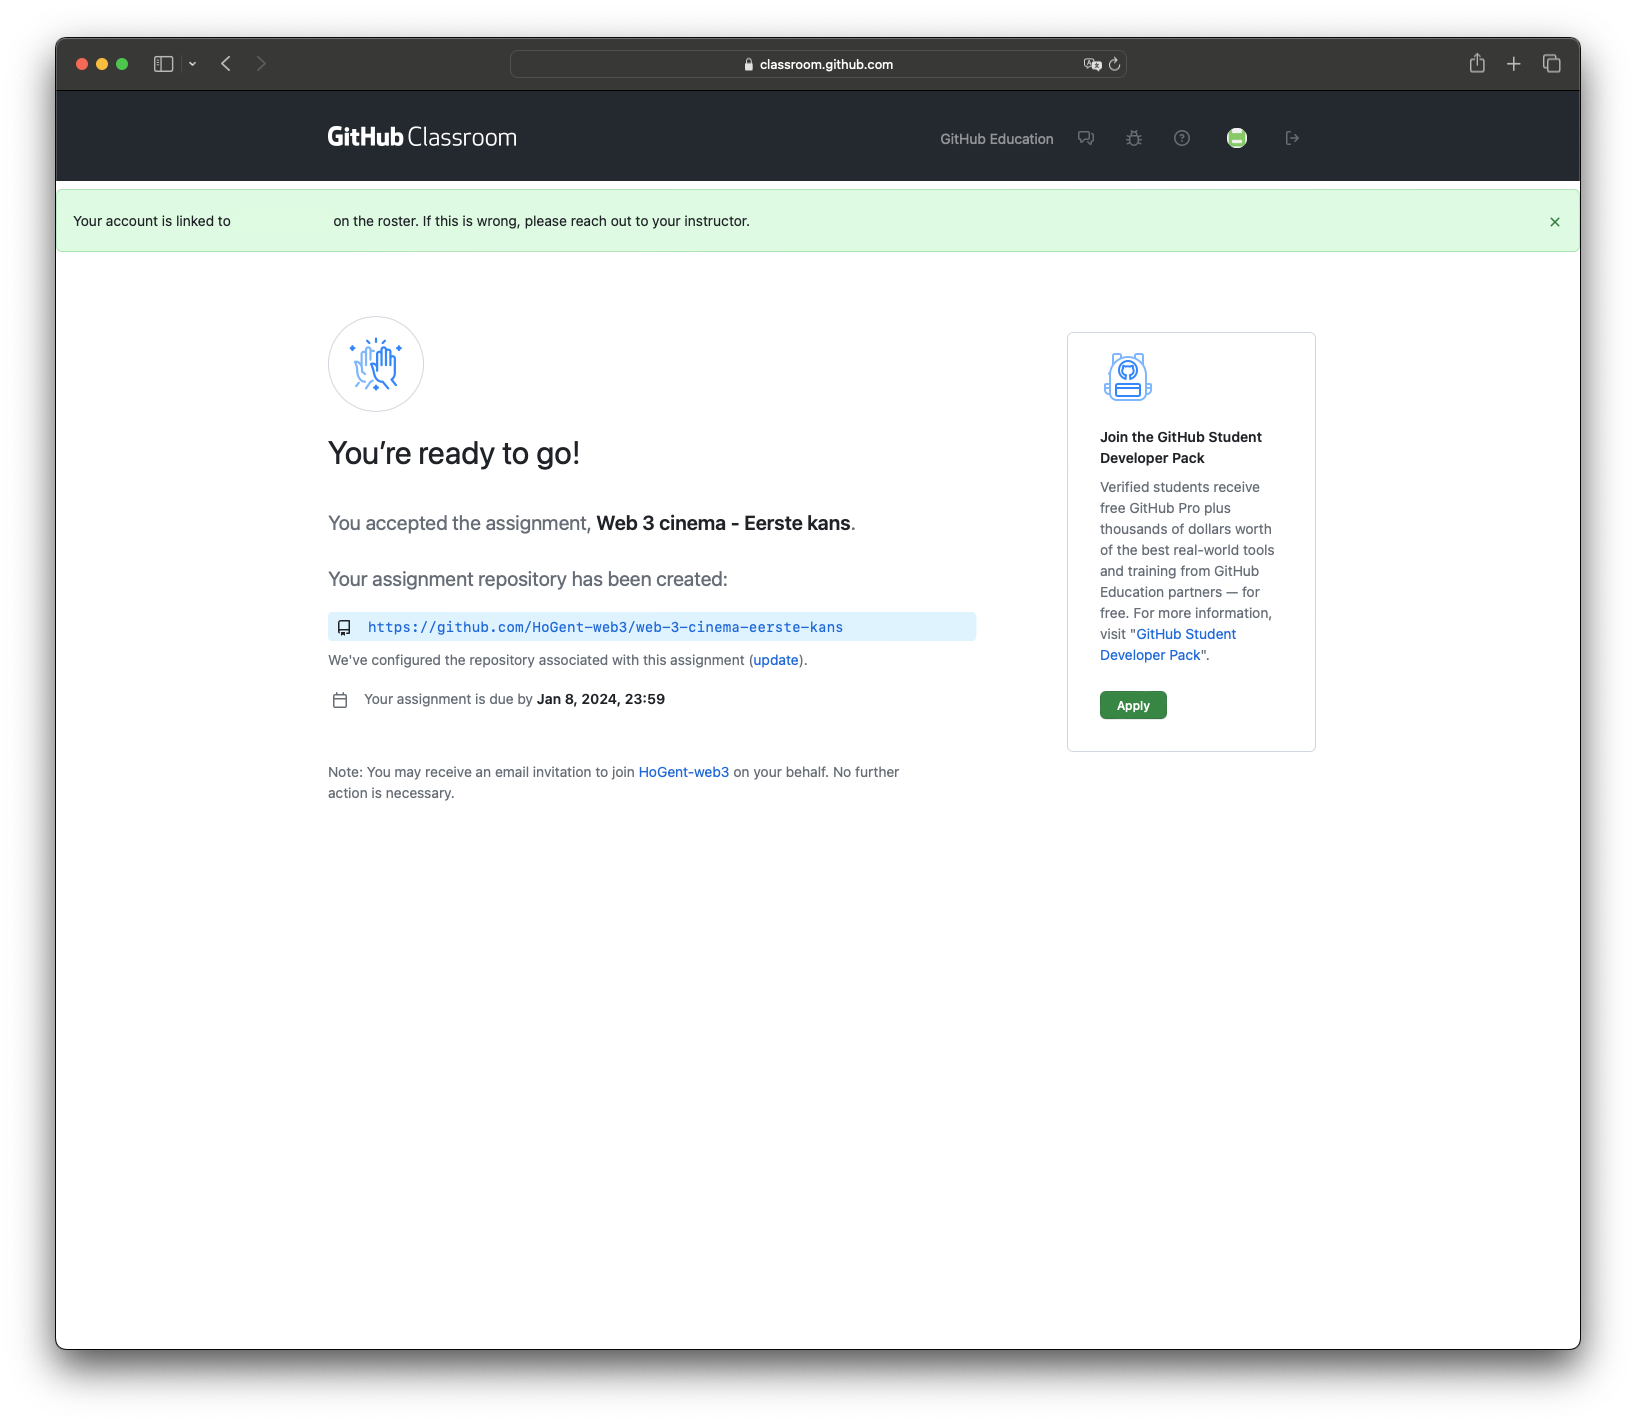 classroom.github.com
GitHub Classroom
GitHub Education
Your account is linked to on the roster. If this is wrong, please reach out to your instructor.
You’re ready to go!
You accepted the assignment, Web 3 cinema - Eerste kans.
Your assignment repository has been created:
https://github.com/HoGent-web3/web-3-cinema-eerste-kans
We've configured the repository associated with this assignment (update).
Your assignment is due by Jan 8, 2024, 23:59
Note: You may receive an email invitation to join HoGent-web3 on your behalf. No further
action is necessary.
Join the GitHub Student
Developer Pack
Verified students receive
free GitHub Pro plus
thousands of dollars worth
of the best real-world tools
and training from GitHub
Education partners — for
free. For more information,
visit "GitHub Student
Developer Pack".
Apply